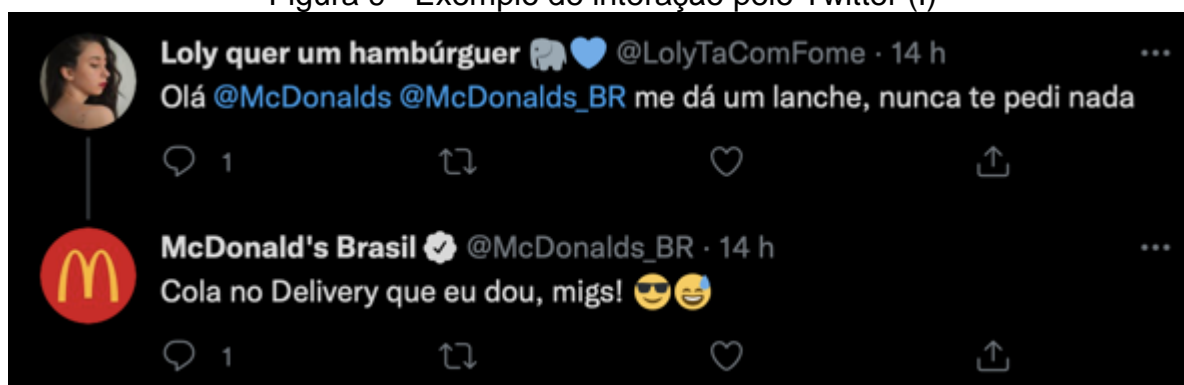 Loly quer um hambúrguer 🐘💙 @LolyTaComFome · 14 h
Olá @McDonalds @McDonalds_BR me dá um lanche, nunca te pedi nada
1
McDonald's Brasil @McDonalds_BR · 14 h
Cola no Delivery que eu dou, migs! 😎😅
1